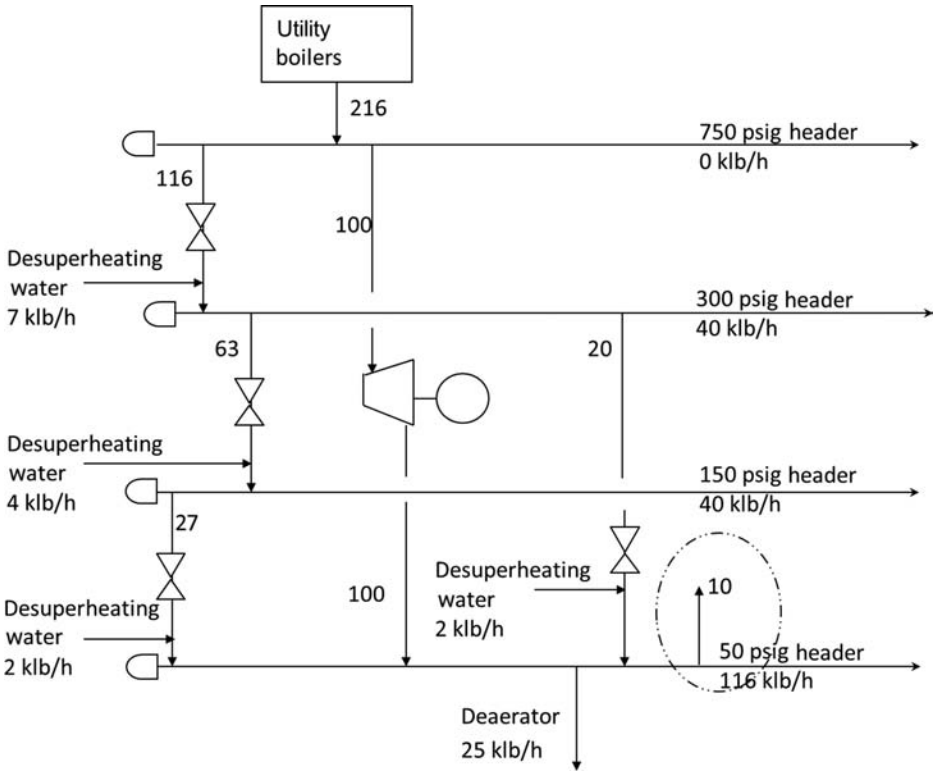 Utility
boilers
216
750 psig header
0 klb/h
116
100
Desuperheating
water
7 klb/h
300 psig header
40 klb/h
63
20
Desuperheating
water
4 klb/h
150 psig header
40 klb/h
27
Desuperheating
water
2 klb/h
100
Desuperheating
water
2 klb/h
10
50 psig header
116 klb/h
Deaerator
25 klb/h